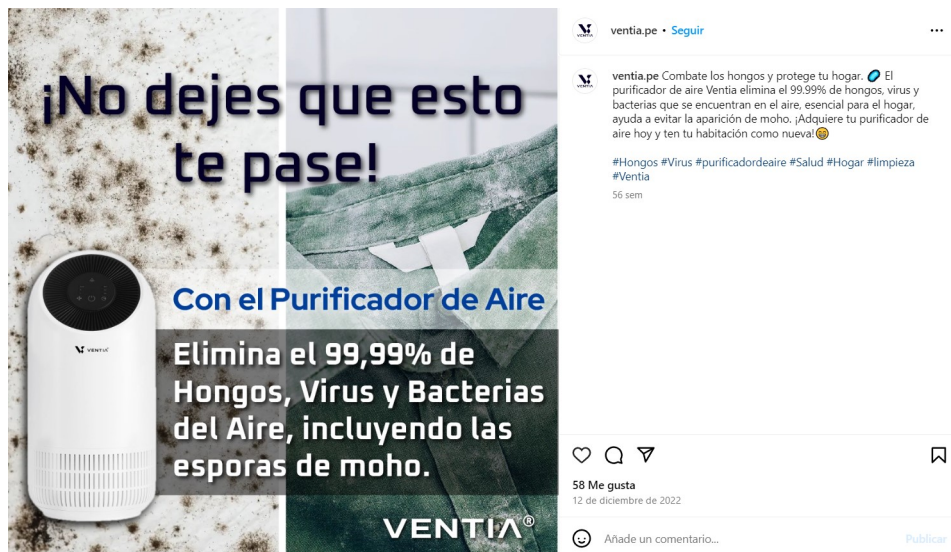 ¡No dejes que esto
te pase!
VENTIA
Con el Purificador de Aire
Elimina el 99,99% de
Hongos, Virus y Bacterias
del Aire, incluyendo las
esporas de moho.
VENTIA®
VENTIA
ventia.pe • Seguir
VENTIA
ventia.pe Combate los hongos y protege tu hogar. 🦠 El
purificador de aire Ventia elimina el 99.99% de hongos, virus y
bacterias que se encuentran en el aire, esencial para el hogar,
ayuda a evitar la aparición de moho. ¡Adquiere tu purificador de
aire hoy y ten tu habitación como nueva!😄
#Hongos #Virus #purificadordeaire #Salud #Hogar #limpieza
#Ventia
56 sem
58 Me gusta
12 de diciembre de 2022
Añade un comentario...
Publicar